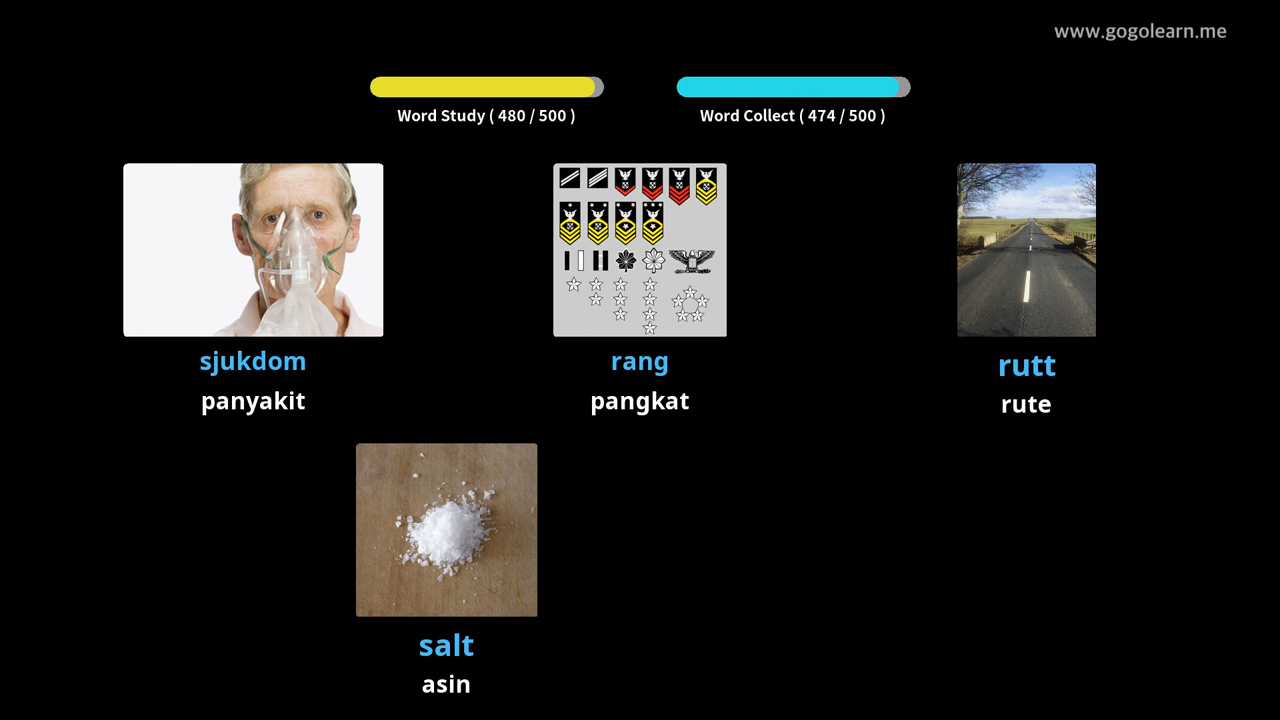 www.gogolearn.me
Word Study ( 480 / 500 )
Word Collect ( 474 / 500 )
sjukdom
panyakit
rang
pangkat
rutt
rute
salt
asin